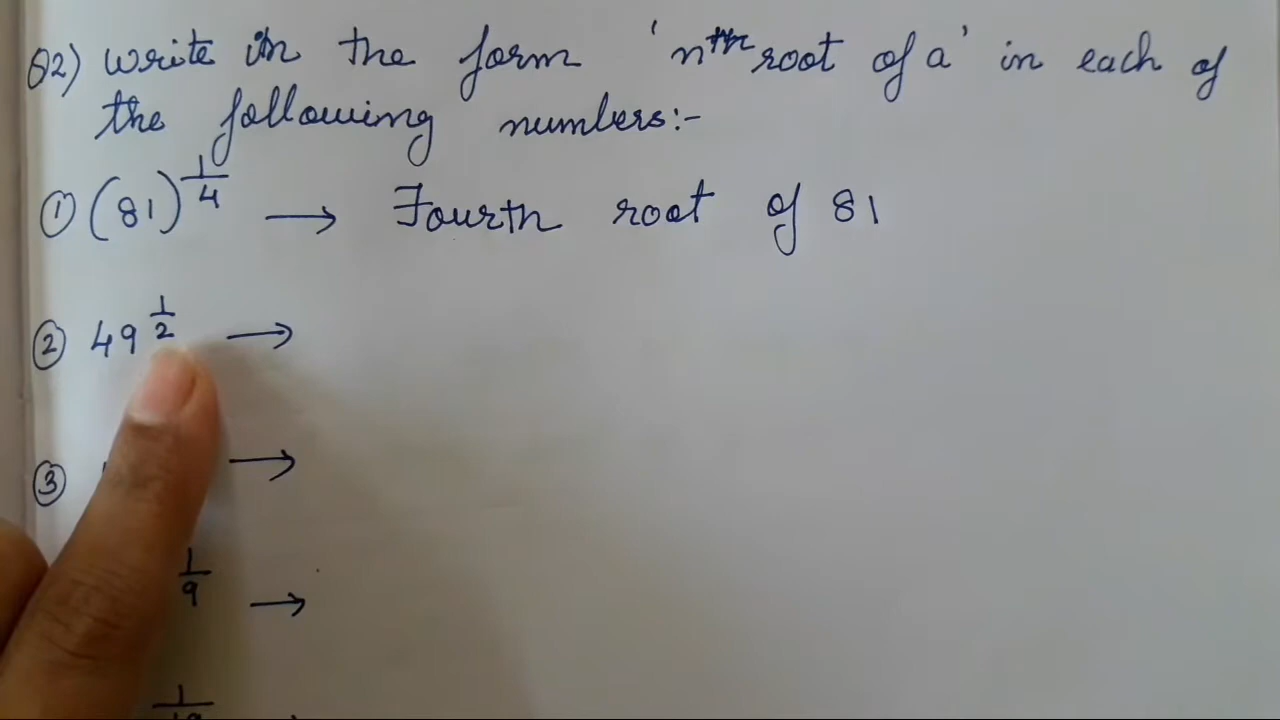 Q2) Write in the form 'nth root of a' in each of
the following numbers:-
① (81)^(1/4) → Fourth root of 81
② 49^(1/2) →
③ →
1/9 →
1